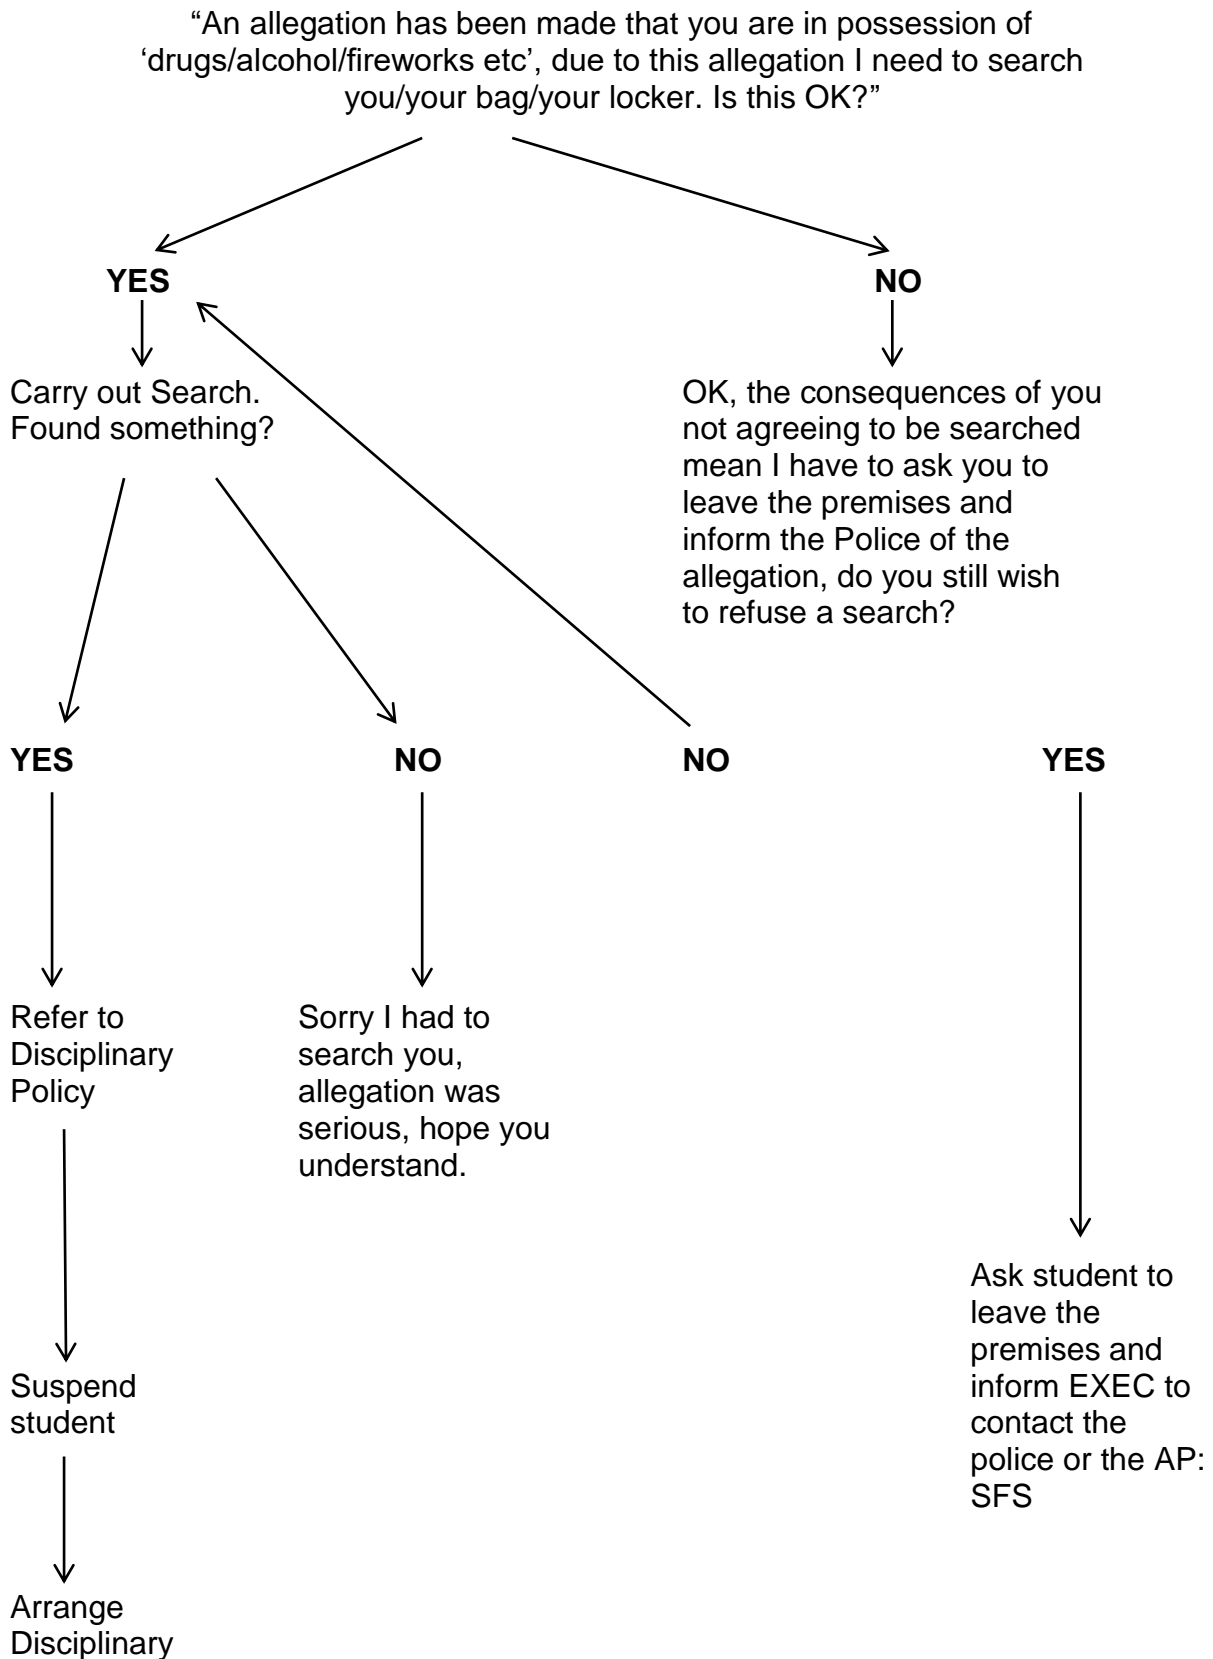 “An allegation has been made that you are in possession of
‘drugs/alcohol/fireworks etc’, due to this allegation I need to search
you/your bag/your locker. Is this OK?”
YES
NO
Carry out Search.
Found something?
OK, the consequences of you
not agreeing to be searched
mean I have to ask you to
leave the premises and
inform the Police of the
allegation, do you still wish
to refuse a search?
YES
NO
NO
YES
Refer to
Disciplinary
Policy
Sorry I had to
search you,
allegation was
serious, hope you
understand.
Ask student to
leave the
premises and
inform EXEC to
contact the
police or the AP:
SFS
Suspend
student
Arrange
Disciplinary